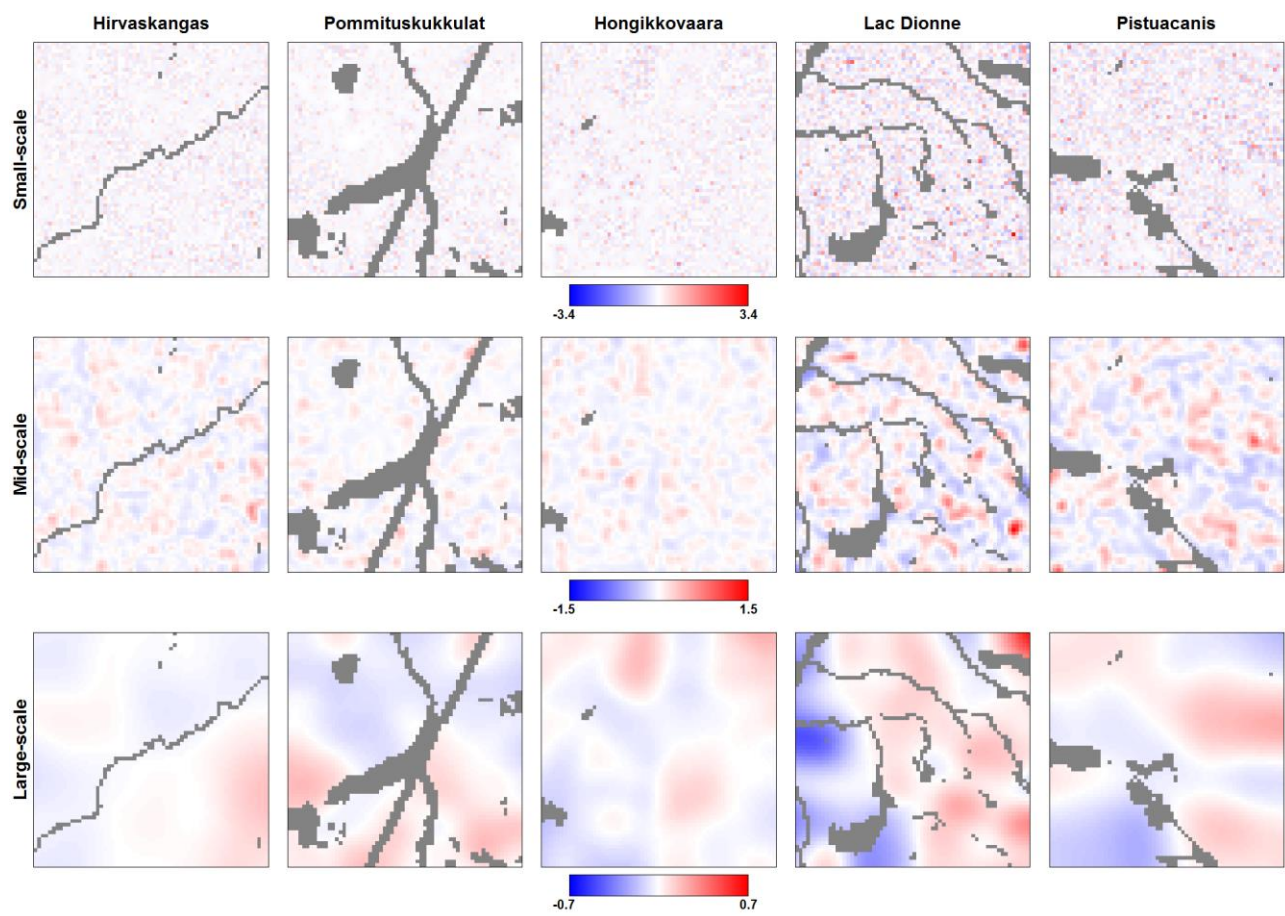 Hirvaskangas Pommituskukkulat Hongikkovaara Lac Dionne Pistuacanis
Small-scale
-3.4 3.4
Mid-scale
-1.5 1.5
Large-scale
-0.7 0.7